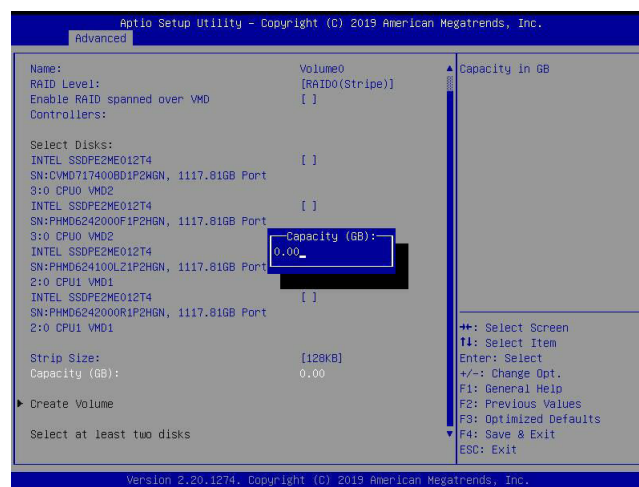 Aptio Setup Utility – Copyright (C) 2019 American Megatrends, Inc.
Advanced
Name: Volume0
RAID Level: [RAID0(Stripe)]
Enable RAID spanned over VMD [ ]
Controllers:
Select Disks:
INTEL SSDPE2ME012T4 [ ]
SN:CVMD717400BD1P2WGN, 1117.81GB Port
3:0 CPU0 VMD2
INTEL SSDPE2ME012T4 [ ]
SN:PHMD6242000F1P2HGN, 1117.81GB Port
3:0 CPU0 VMD2
INTEL SSDPE2ME012T4
SN:PHMD624100LZ1P2HGN, 1117.81GB Port
2:0 CPU1 VMD1
INTEL SSDPE2ME012T4 [ ]
SN:PHMD6242000R1P2HGN, 1117.81GB Port
2:0 CPU1 VMD1
Strip Size: [128KB]
Capacity (GB): 0.00
Create Volume
Select at least two disks
Capacity (GB):
0.00_
Capacity in GB
→←: Select Screen
↑↓: Select Item
Enter: Select
+/-: Change Opt.
F1: General Help
F2: Previous Values
F3: Optimized Defaults
F4: Save & Exit
ESC: Exit
Version 2.20.1274. Copyright (C) 2019 American Megatrends, Inc.